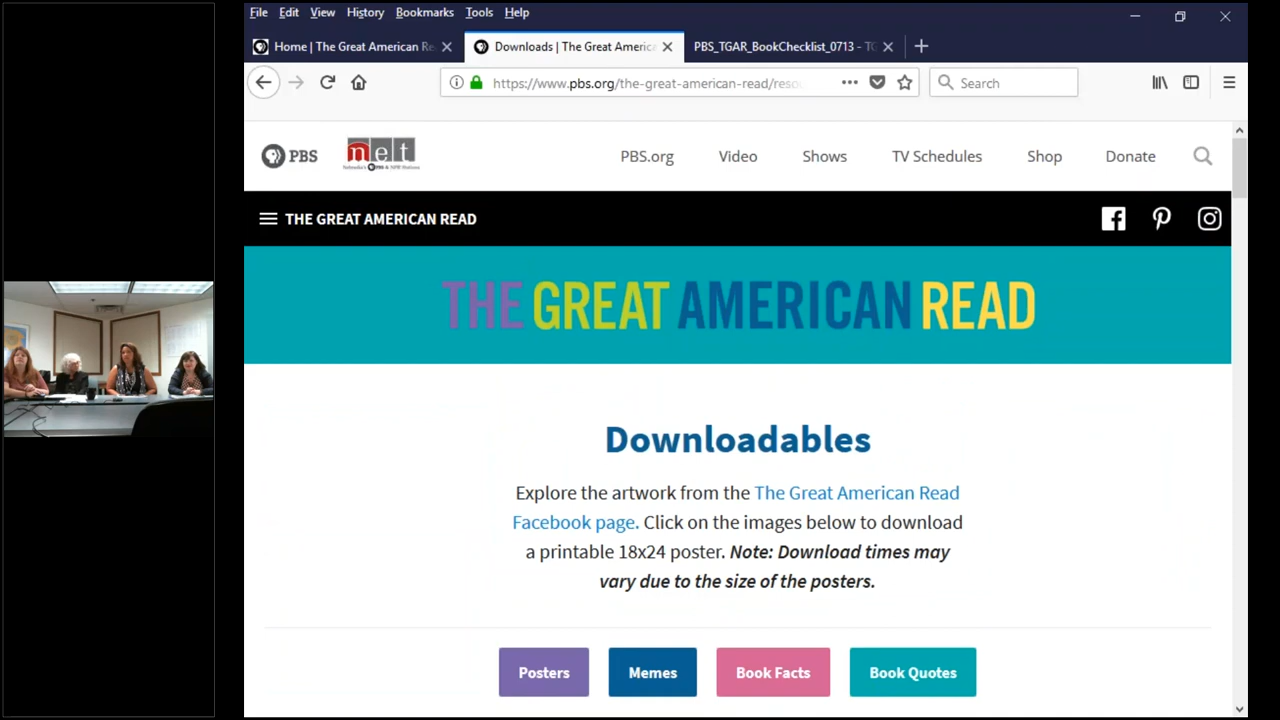 File Edit View History Bookmarks Tools Help
Home | The Great American Re
Downloads | The Great America
PBS_TGAR_BookChecklist_0713 - TG
https://www.pbs.org/the-great-american-read/reso
Search
PBS
net
PBS.org Video Shows TV Schedules Shop Donate
THE GREAT AMERICAN READ
THE GREAT AMERICAN READ
Downloadables
Explore the artwork from the The Great American Read
Facebook page. Click on the images below to download
a printable 18x24 poster. Note: Download times may
vary due to the size of the posters.
Posters Memes Book Facts Book Quotes